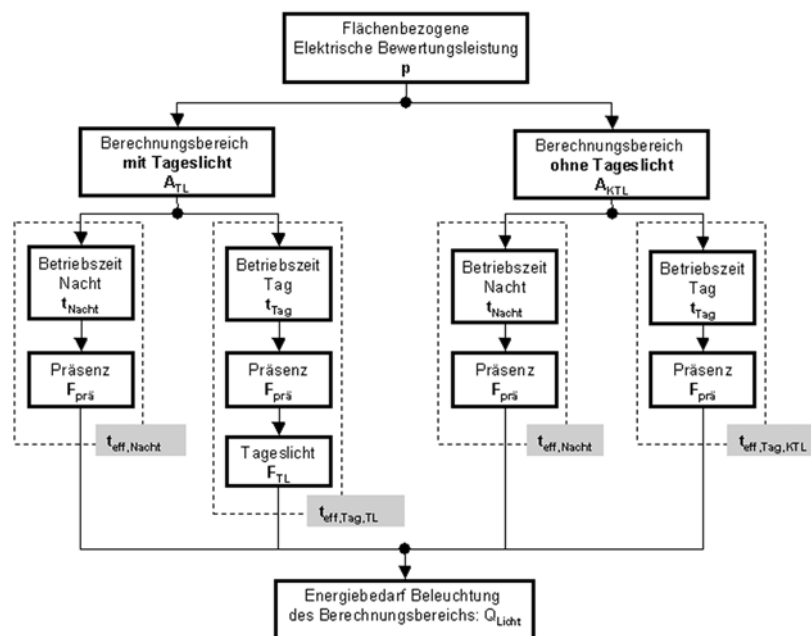 Flächenbezogene
Elektrische Bewertungsleistung
p
Berechnungsbereich
mit Tageslicht
A_TL
Berechnungsbereich
ohne Tageslicht
A_KTL
Betriebszeit
Nacht
t_Nacht
Präsenz
F_prä
t_eff,Nacht
Betriebszeit
Tag
t_Tag
Präsenz
F_prä
Tageslicht
F_TL
t_eff,Tag,TL
Betriebszeit
Nacht
t_Nacht
Präsenz
F_prä
t_eff,Nacht
Betriebszeit
Tag
t_Tag
Präsenz
F_prä
t_eff,Tag,KTL
Energiebedarf Beleuchtung
des Berechnungsbereichs: Q_Licht